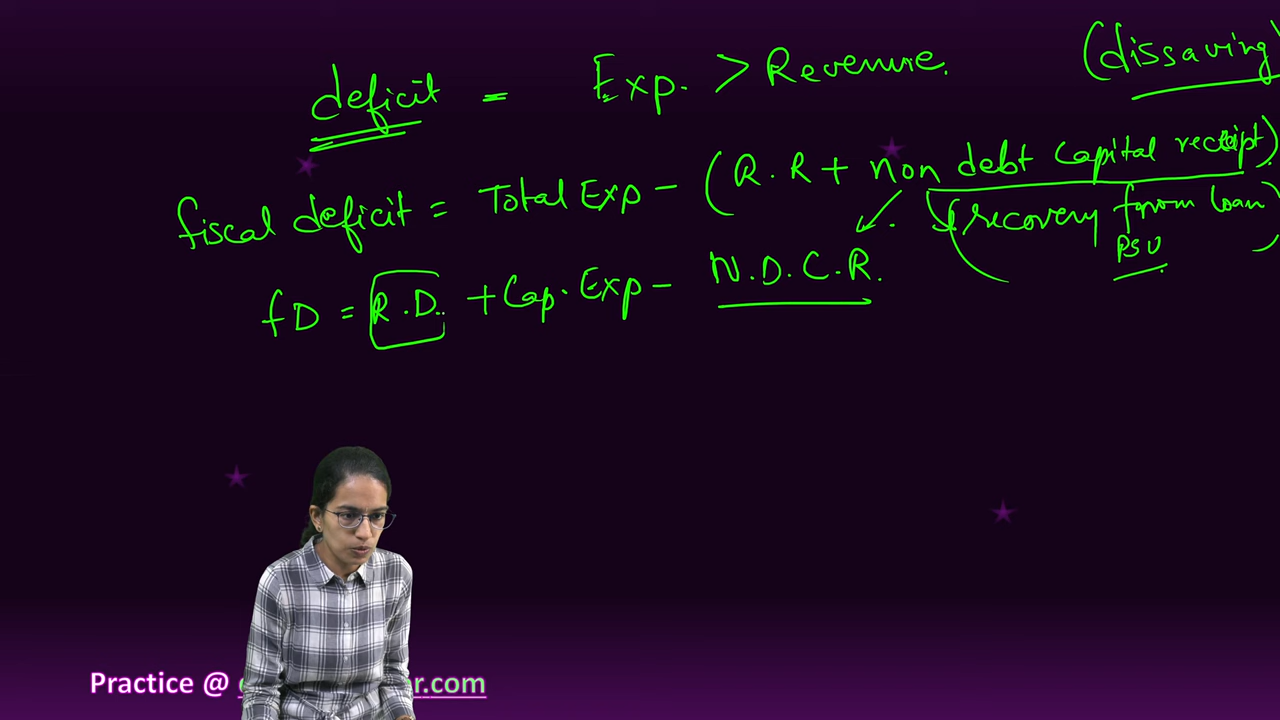 deficit = Exp. > Revenue. (dissaving)
fiscal deficit = Total Exp - (R.R + non debt Capital receipt)
(recovery from loan)
PSU
fD = R.D. + Cap. Exp - N.D.C.R.
Practice @ r.com